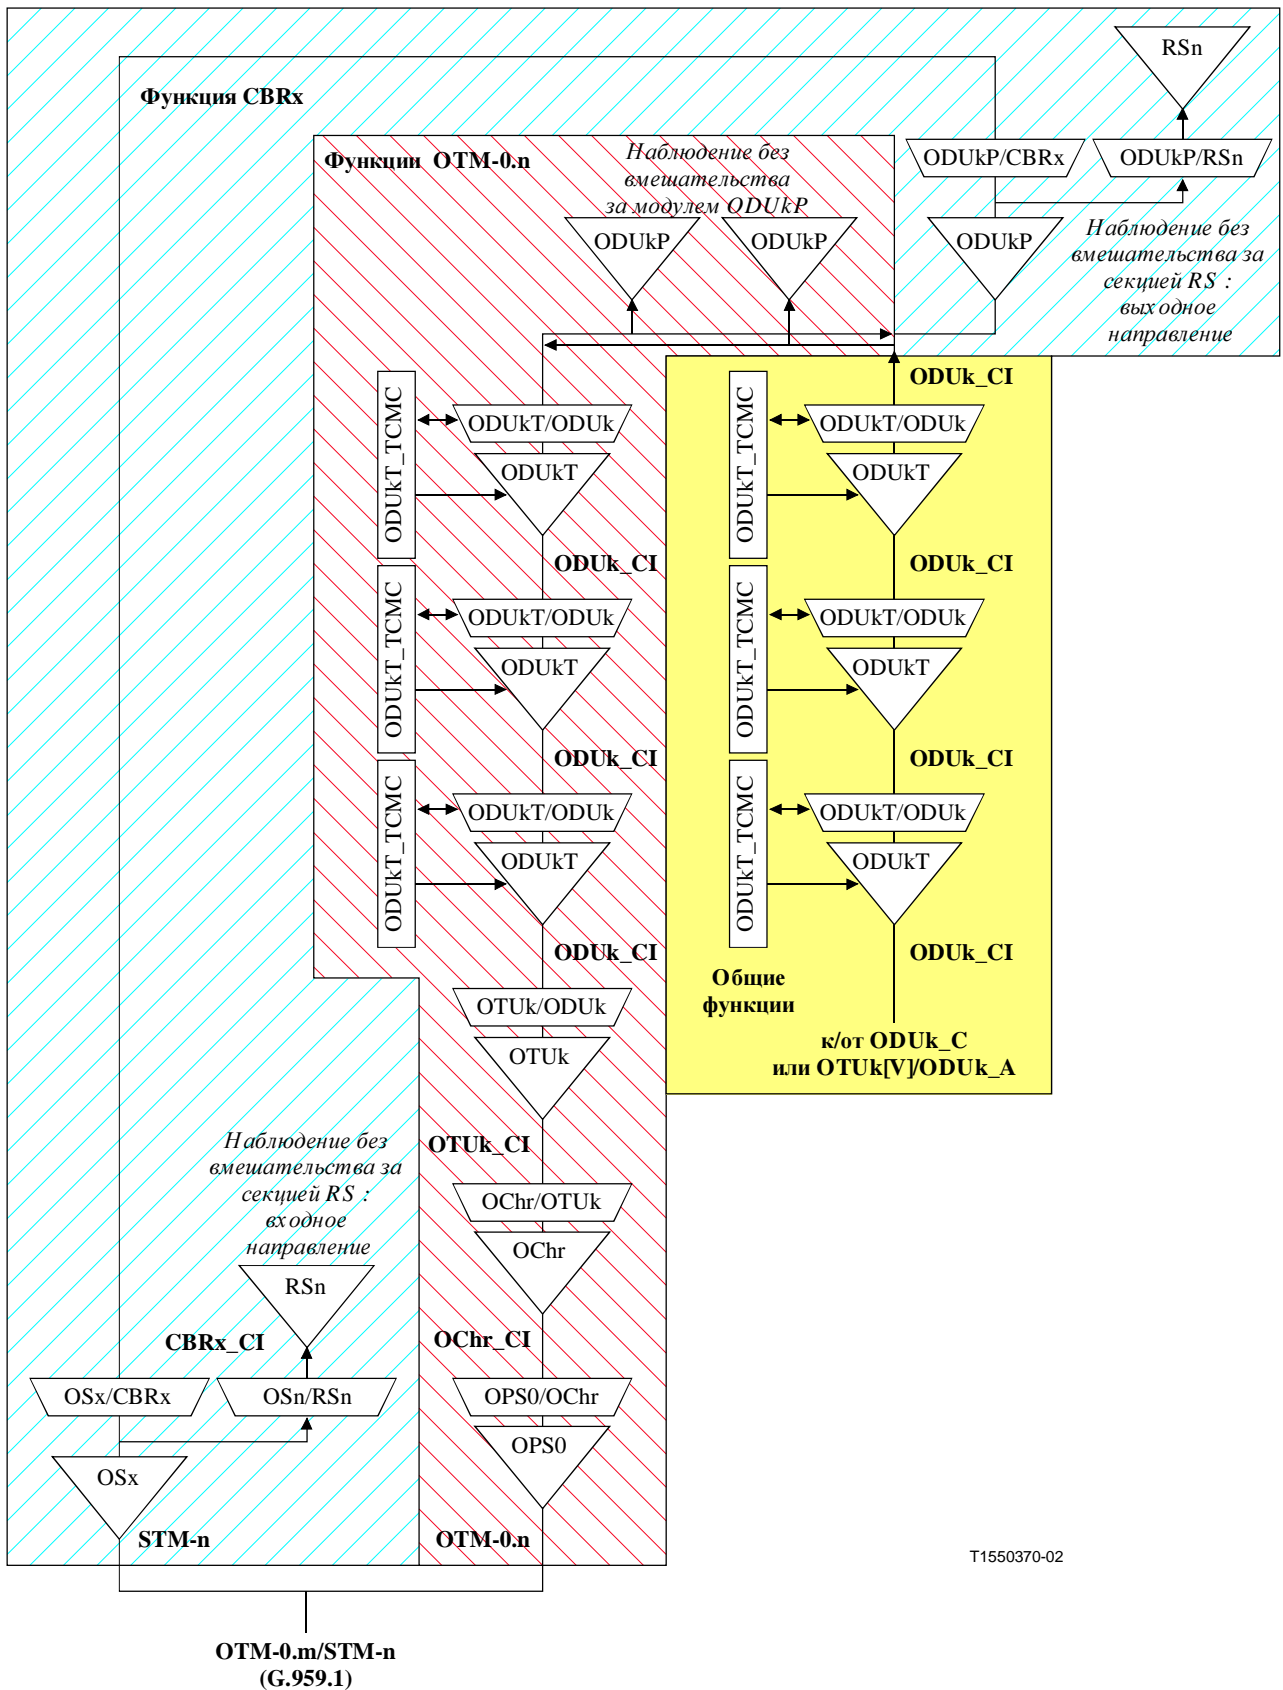 RSn
Функция CBRx
Функции OTM-0.n
Наблюдение без
вмешательства
за модулем ODUkP
ODUkP/CBRx
ODUkP/RSn
ODUkP
ODUkP
ODUkP
Наблюдение без
вмешательства за
секцией RS :
выходное
направление
ODUk_CI
ODUkT_TCMC
ODUkT/ODUk
ODUkT
ODUk_CI
ODUkT_TCMC
ODUkT/ODUk
ODUkT
ODUk_CI
ODUkT_TCMC
ODUkT/ODUk
ODUkT
ODUk_CI
ODUkT_TCMC
ODUkT/ODUk
ODUkT
ODUk_CI
ODUkT_TCMC
ODUkT/ODUk
ODUkT
ODUk_CI
ODUkT_TCMC
ODUkT/ODUk
ODUkT
ODUk_CI
Общие
функции
к/от ODUk_C
или OTUk[V]/ODUk_A
OTUk/ODUk
OTUk
OTUk_CI
Наблюдение без
вмешательства за
секцией RS :
входное
направление
OChr/OTUk
OChr
RSn
CBRx_CI
OChr_CI
OSx/CBRx
OSn/RSn
OPS0/OChr
OPS0
OSx
STM-n
OTM-0.n
T1550370-02
OTM-0.m/STM-n
(G.959.1)